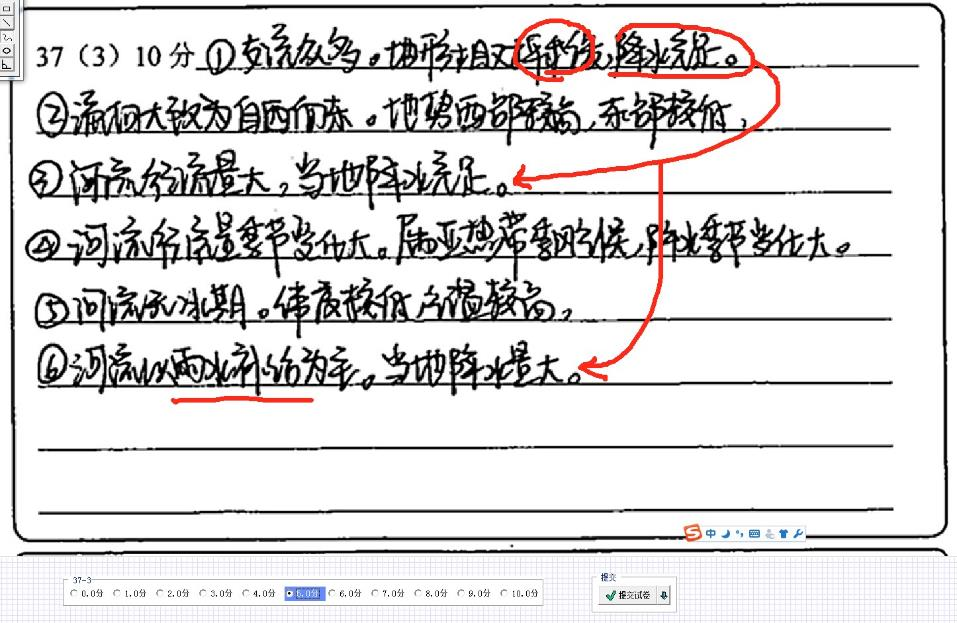 37（3）10分 ①支流众多。地形 , 降水充足。
②流向大致为自西向东。地势西部较高，东部较低，
③河流径流量大，当地降水充足。
④河流径流量季节变化大。属亚热带季风气候，降水季节变化大。
⑤河流无冰期。纬度较低气温较高，
⑥河流以雨水补给为主。当地降水量大。
中
37-3
0.0分 1.0分 2.0分 3.0分 4.0分 5.0分 6.0分 7.0分 8.0分 9.0分 10.0分
提交
提交试卷